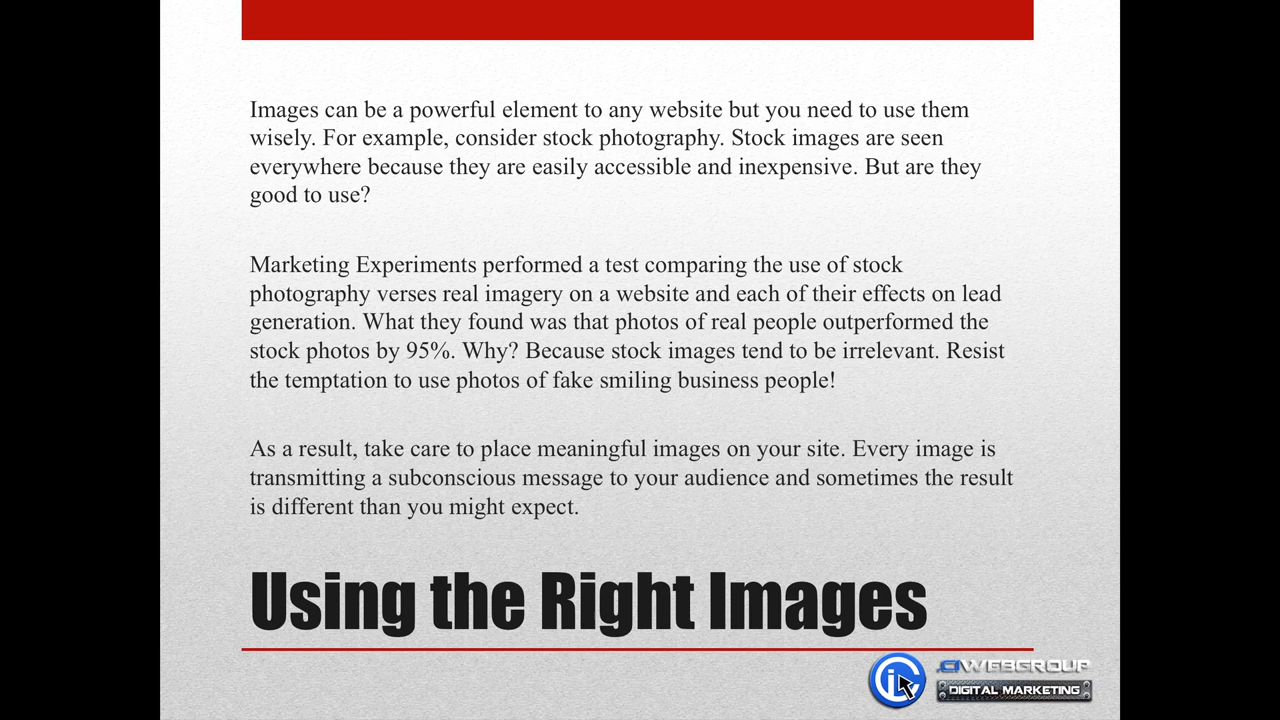 Images can be a powerful element to any website but you need to use them
wisely. For example, consider stock photography. Stock images are seen
everywhere because they are easily accessible and inexpensive. But are they
good to use?
Marketing Experiments performed a test comparing the use of stock
photography verses real imagery on a website and each of their effects on lead
generation. What they found was that photos of real people outperformed the
stock photos by 95%. Why? Because stock images tend to be irrelevant. Resist
the temptation to use photos of fake smiling business people!
As a result, take care to place meaningful images on your site. Every image is
transmitting a subconscious message to your audience and sometimes the result
is different than you might expect.
Using the Right Images
CIWEBGROUP
DIGITAL MARKETING